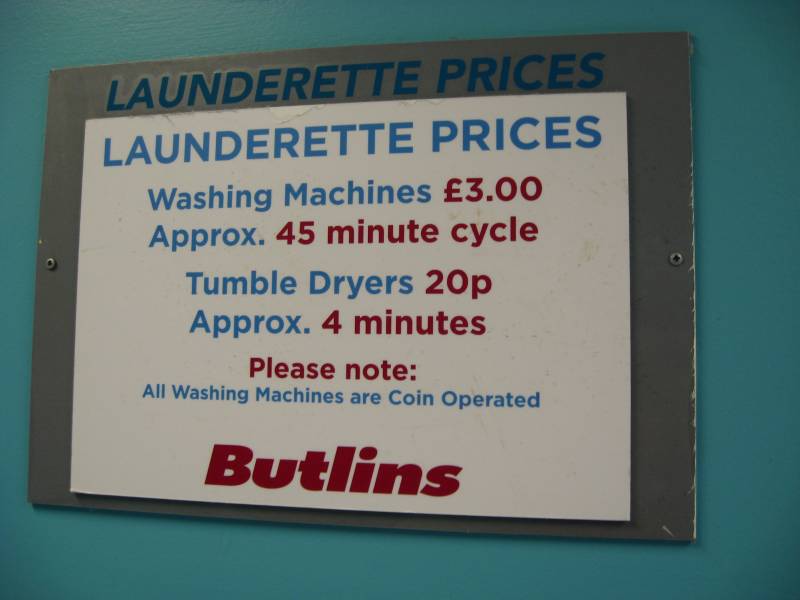 LAUNDERETTE PRICES
LAUNDERETTE PRICES
Washing Machines £3.00
Approx. 45 minute cycle
Tumble Dryers 20p
Approx. 4 minutes
Please note:
All Washing Machines are Coin Operated
Butlins